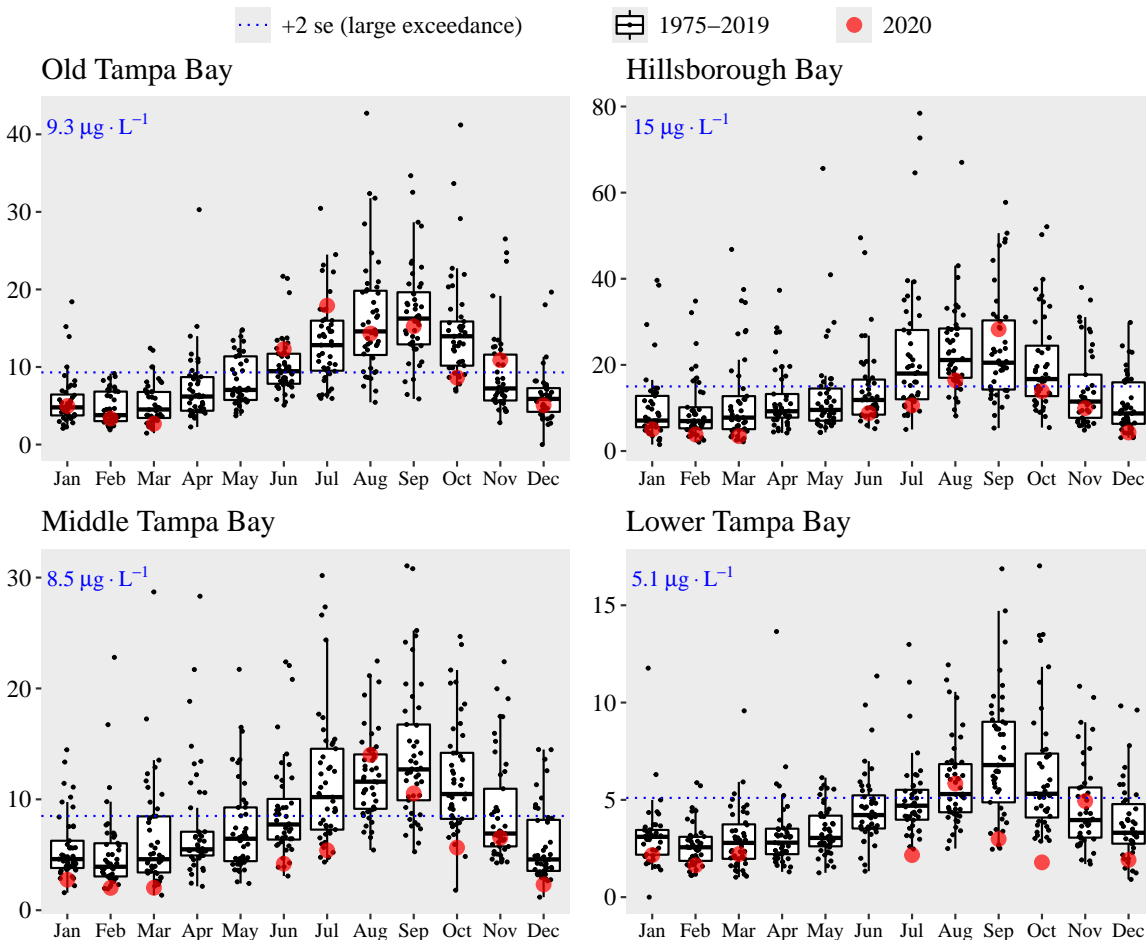 +2 se (large exceedance) 1975–2019 2020
Old Tampa Bay
9.3 μg · L⁻¹
40
30
20
10
0
Jan Feb Mar Apr May Jun Jul Aug Sep Oct Nov Dec
Hillsborough Bay
15 μg · L⁻¹
80
60
40
20
0
Jan Feb Mar Apr May Jun Jul Aug Sep Oct Nov Dec
Middle Tampa Bay
8.5 μg · L⁻¹
30
20
10
0
Jan Feb Mar Apr May Jun Jul Aug Sep Oct Nov Dec
Lower Tampa Bay
5.1 μg · L⁻¹
15
10
5
0
Jan Feb Mar Apr May Jun Jul Aug Sep Oct Nov Dec